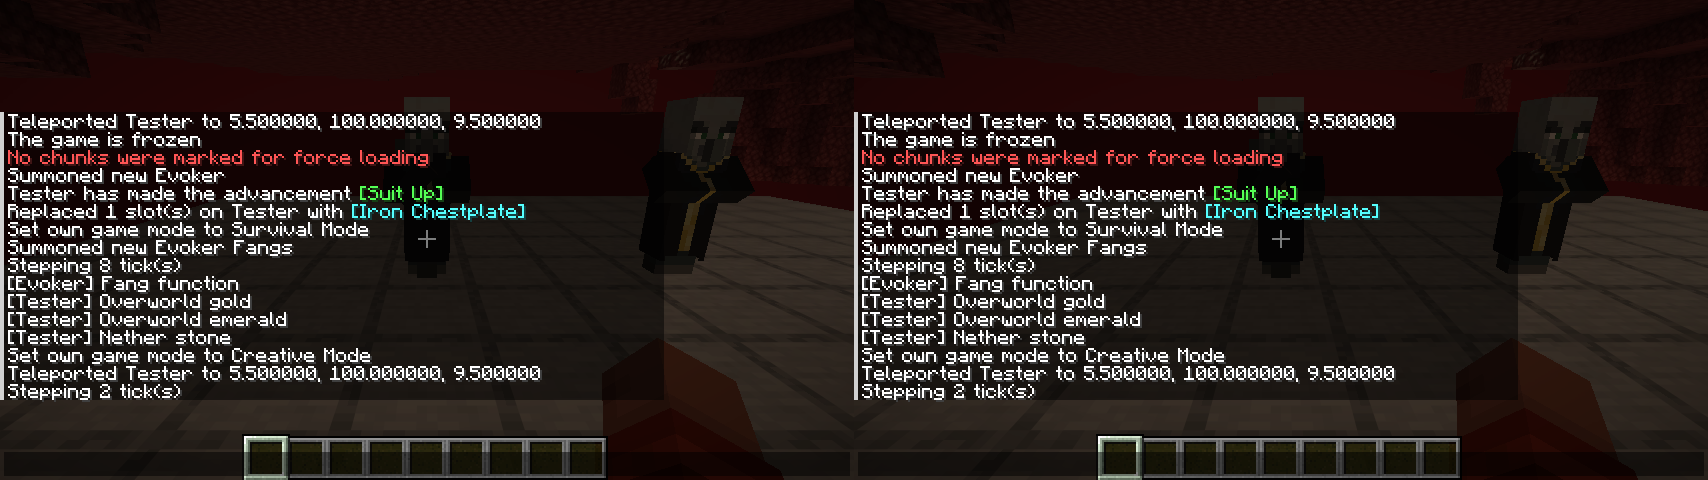 Teleported Tester to 5.500000, 100.000000, 9.500000
The game is frozen
No chunks were marked for force loading
Summoned new Evoker
Tester has made the advancement [Suit Up]
Replaced 1 slot(s) on Tester with [Iron Chestplate]
Set own game mode to Survival Mode
Summoned new Evoker Fangs
Stepping 8 tick(s)
[Evoker] Fang function
[Tester] Overworld gold
[Tester] Overworld emerald
[Tester] Nether stone
Set own game mode to Creative Mode
Teleported Tester to 5.500000, 100.000000, 9.500000
Stepping 2 tick(s)
Teleported Tester to 5.500000, 100.000000, 9.500000
The game is frozen
No chunks were marked for force loading
Summoned new Evoker
Tester has made the advancement [Suit Up]
Replaced 1 slot(s) on Tester with [Iron Chestplate]
Set own game mode to Survival Mode
Summoned new Evoker Fangs
Stepping 8 tick(s)
[Evoker] Fang function
[Tester] Overworld gold
[Tester] Overworld emerald
[Tester] Nether stone
Set own game mode to Creative Mode
Teleported Tester to 5.500000, 100.000000, 9.500000
Stepping 2 tick(s)